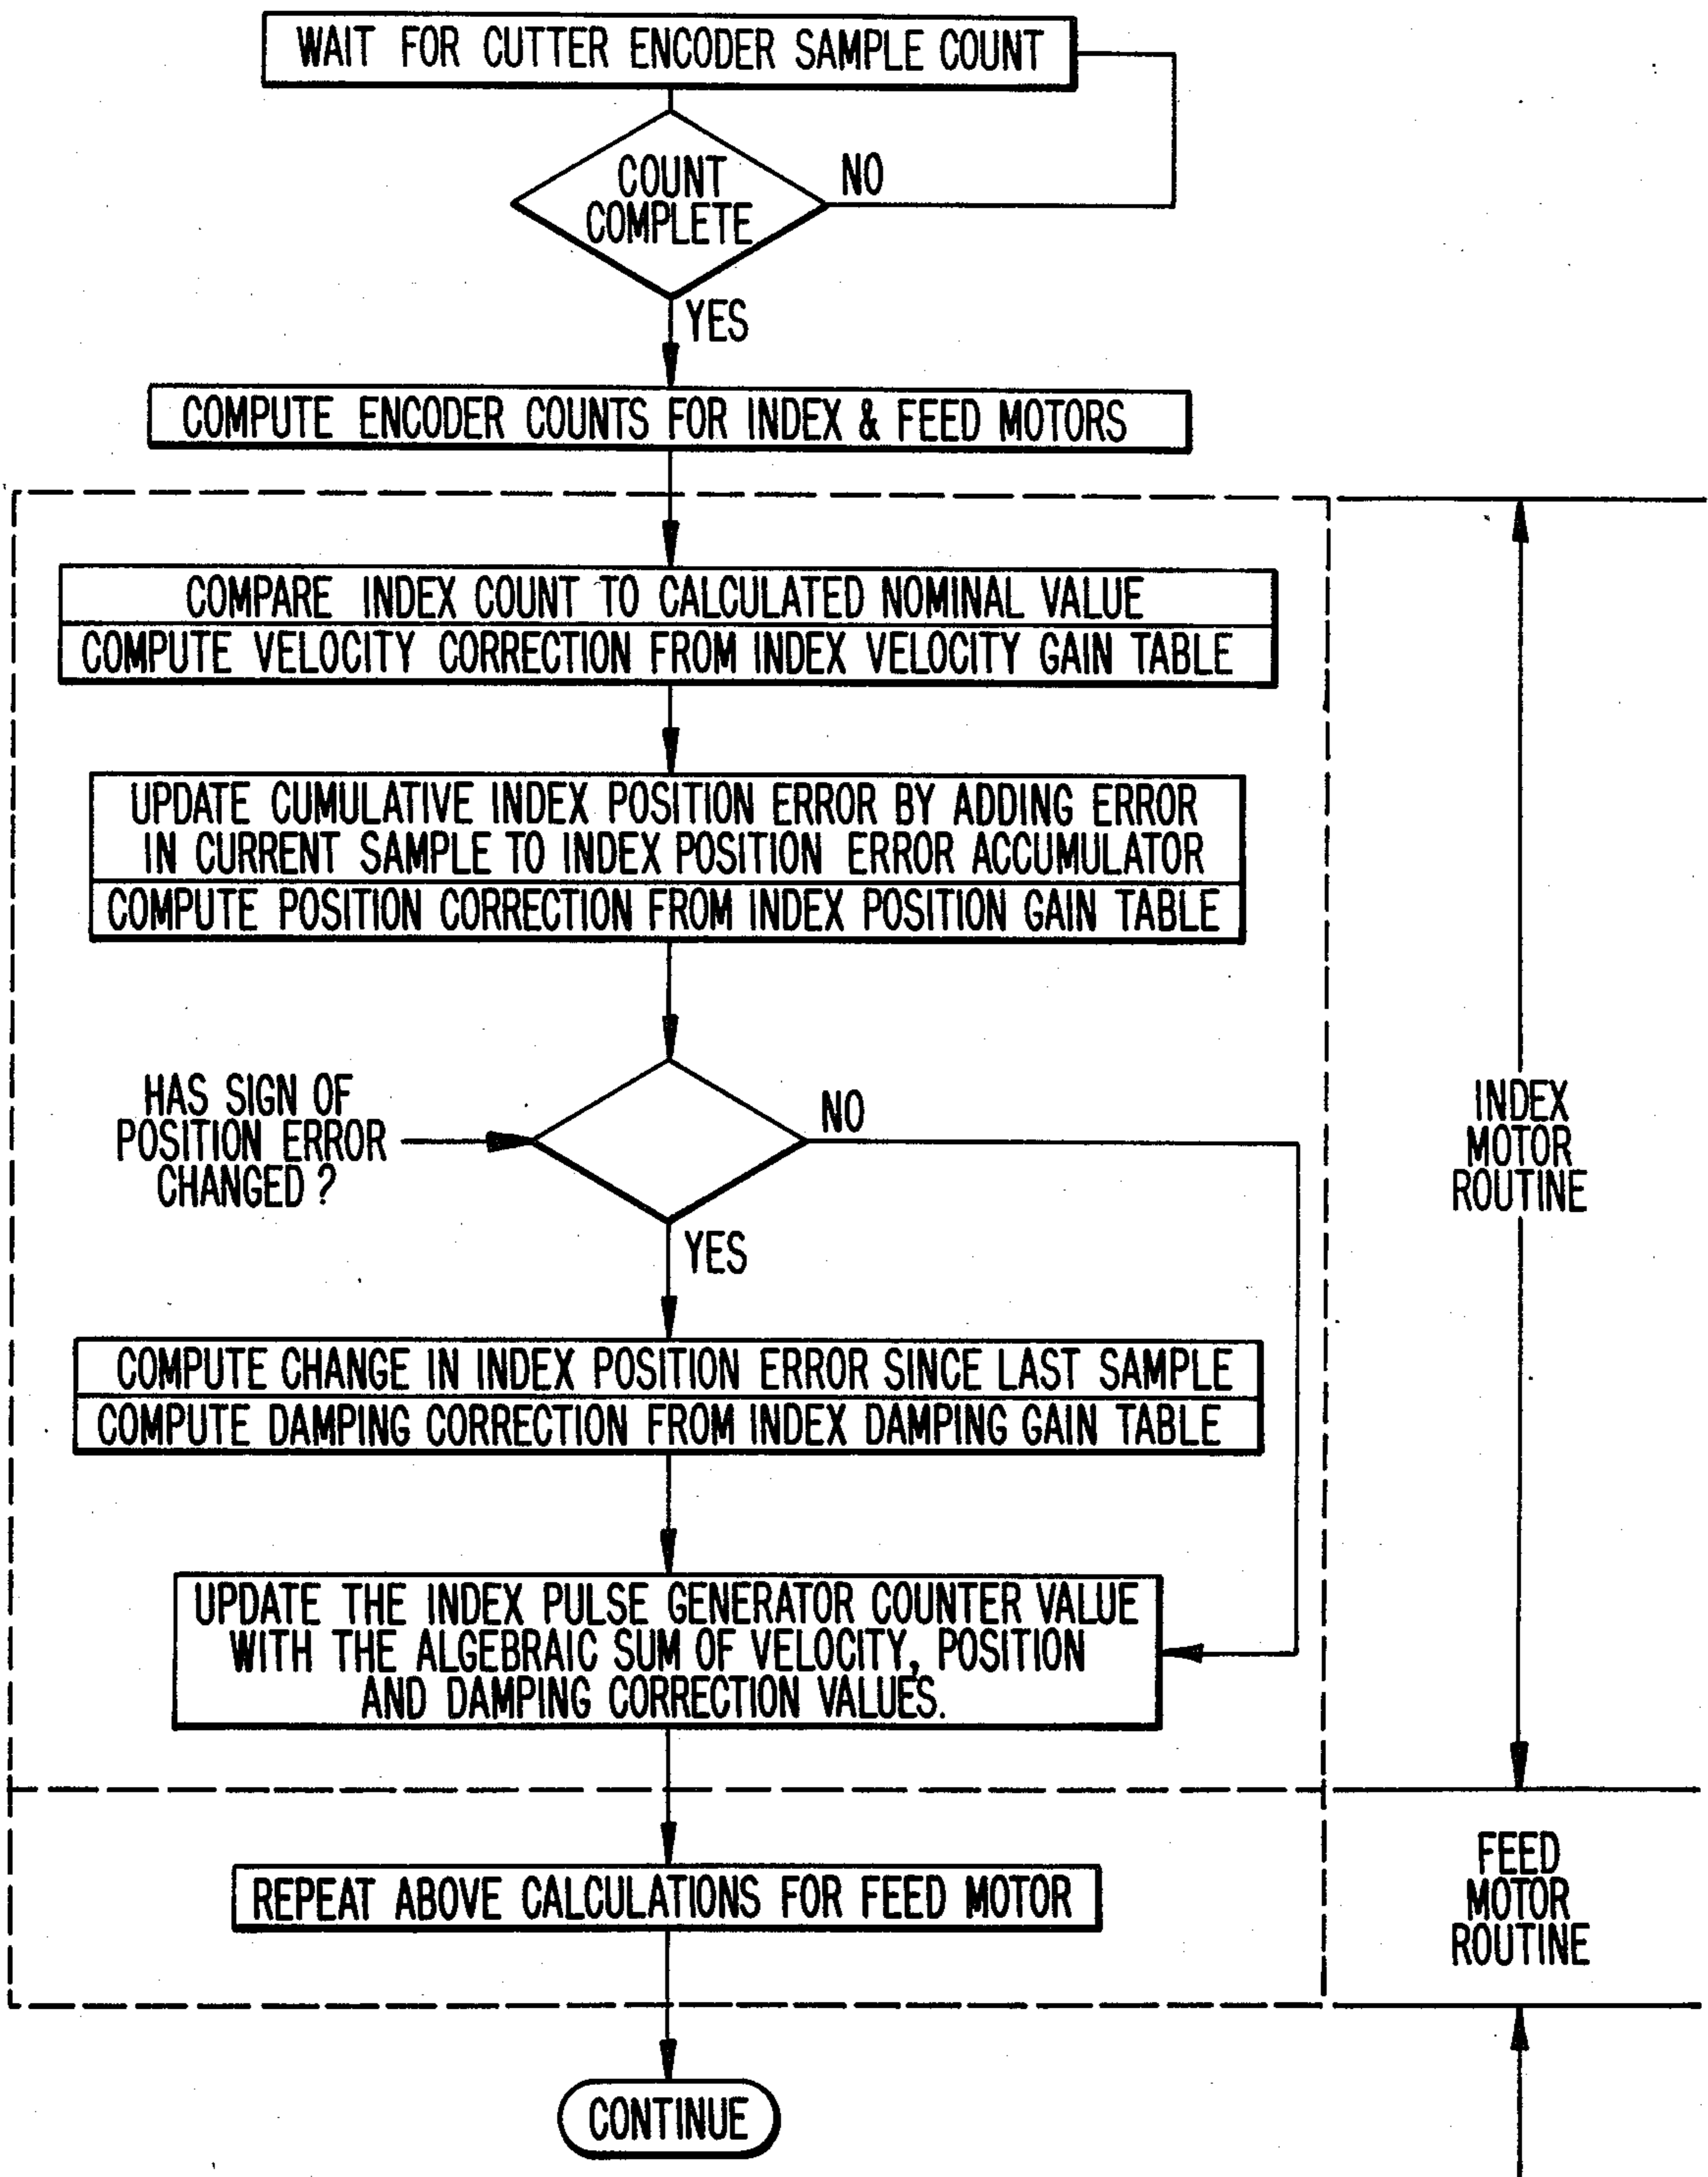 WAIT FOR CUTTER ENCODER SAMPLE COUNT
COUNT
COMPLETE
NO
YES
COMPUTE ENCODER COUNTS FOR INDEX & FEED MOTORS
COMPARE INDEX COUNT TO CALCULATED NOMINAL VALUE
COMPUTE VELOCITY CORRECTION FROM INDEX VELOCITY GAIN TABLE
UPDATE CUMULATIVE INDEX POSITION ERROR BY ADDING ERROR
IN CURRENT SAMPLE TO INDEX POSITION ERROR ACCUMULATOR
COMPUTE POSITION CORRECTION FROM INDEX POSITION GAIN TABLE
HAS SIGN OF
POSITION ERROR
CHANGED ?
NO
YES
INDEX
MOTOR
ROUTINE
COMPUTE CHANGE IN INDEX POSITION ERROR SINCE LAST SAMPLE
COMPUTE DAMPING CORRECTION FROM INDEX DAMPING GAIN TABLE
UPDATE THE INDEX PULSE GENERATOR COUNTER VALUE
WITH THE ALGEBRAIC SUM OF VELOCITY, POSITION
AND DAMPING CORRECTION VALUES.
REPEAT ABOVE CALCULATIONS FOR FEED MOTOR
FEED
MOTOR
ROUTINE
CONTINUE